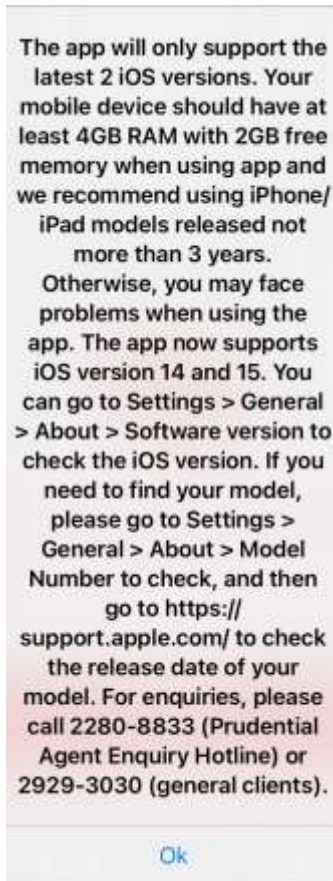 The app will only support the
latest 2 iOS versions. Your
mobile device should have at
least 4GB RAM with 2GB free
memory when using app and
we recommend using iPhone/
iPad models released not
more than 3 years.
Otherwise, you may face
problems when using the
app. The app now supports
iOS version 14 and 15. You
can go to Settings > General
> About > Software version to
check the iOS version. If you
need to find your model,
please go to Settings >
General > About > Model
Number to check, and then
go to https://
support.apple.com/ to check
the release date of your
model. For enquiries, please
call 2280-8833 (Prudential
Agent Enquiry Hotline) or
2929-3030 (general clients).
Ok